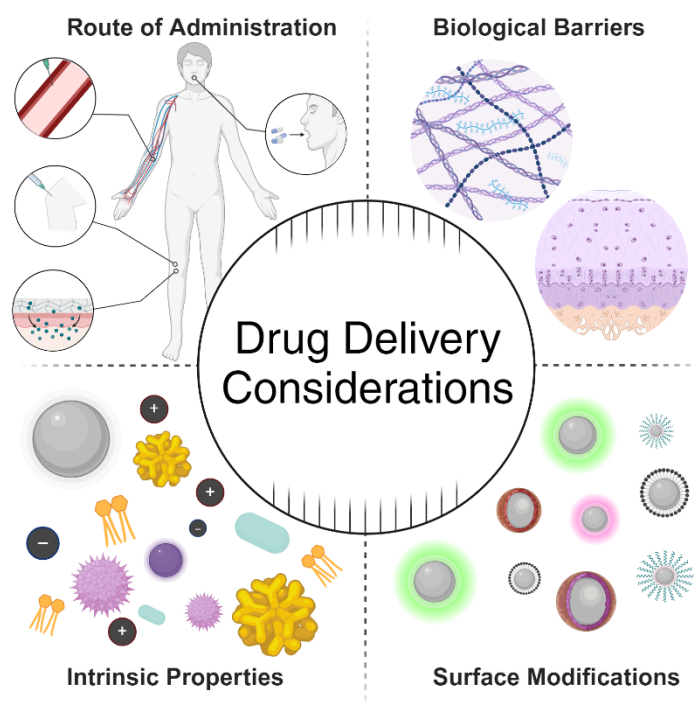 Route of Administration
Biological Barriers
Drug Delivery
Considerations
+
+
−
−
+
Intrinsic Properties
Surface Modifications